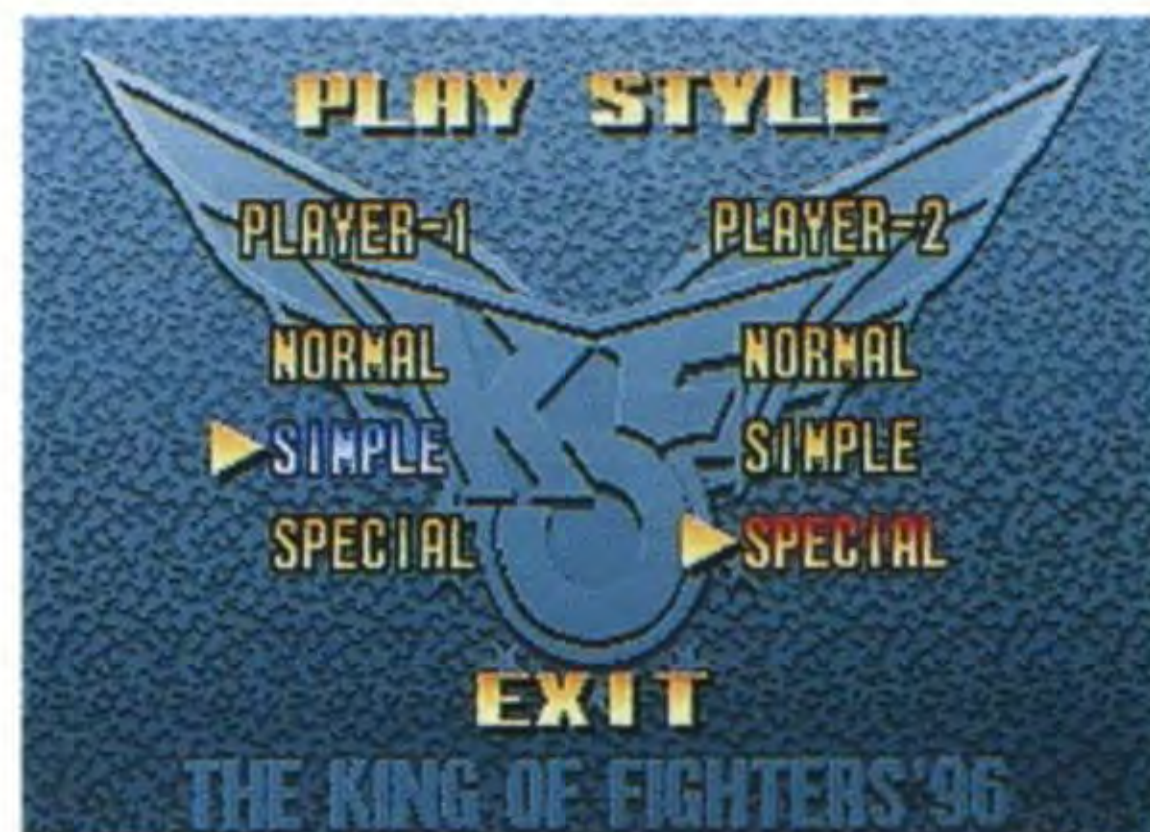 PLAY STYLE
PLAYER-1 PLAYER-2
NORMAL NORMAL
SIMPLE SIMPLE
SPECIAL SPECIAL
EXIT
THE KING OF FIGHTERS'96